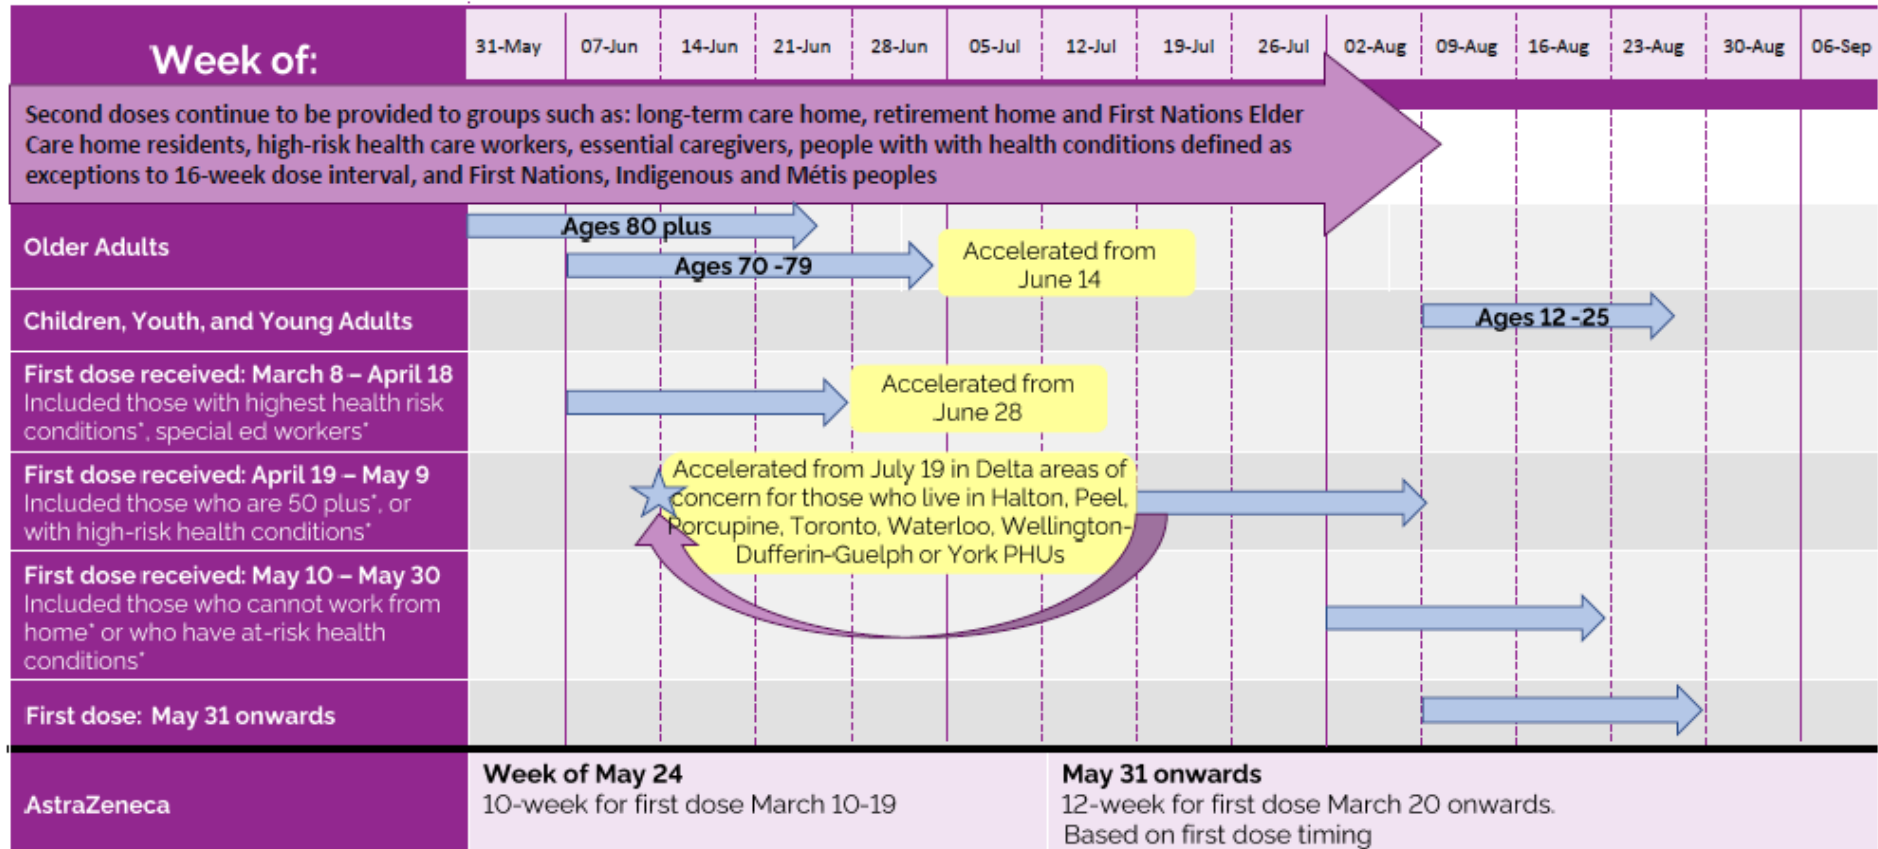 Week of:
31-May 07-Jun 14-Jun 21-Jun 28-Jun 05-Jul 12-Jul 19-Jul 26-Jul 02-Aug 09-Aug 16-Aug 23-Aug 30-Aug 06-Sep
Second doses continue to be provided to groups such as: long-term care home, retirement home and First Nations Elder
Care home residents, high-risk health care workers, essential caregivers, people with with health conditions defined as
exceptions to 16-week dose interval, and First Nations, Indigenous and Métis peoples
Older Adults
Ages 80 plus
Ages 70 -79
Accelerated from
June 14
Children, Youth, and Young Adults
Ages 12 -25
First dose received: March 8 – April 18
Included those with highest health risk
conditions*, special ed workers*
Accelerated from
June 28
First dose received: April 19 – May 9
Included those who are 50 plus*, or
with high-risk health conditions*
Accelerated from July 19 in Delta areas of
concern for those who live in Halton, Peel,
Porcupine, Toronto, Waterloo, Wellington-
Dufferin-Guelph or York PHUs
First dose received: May 10 – May 30
Included those who cannot work from
home* or who have at-risk health
conditions*
First dose: May 31 onwards
AstraZeneca
Week of May 24
10-week for first dose March 10-19
May 31 onwards
12-week for first dose March 20 onwards.
Based on first dose timing